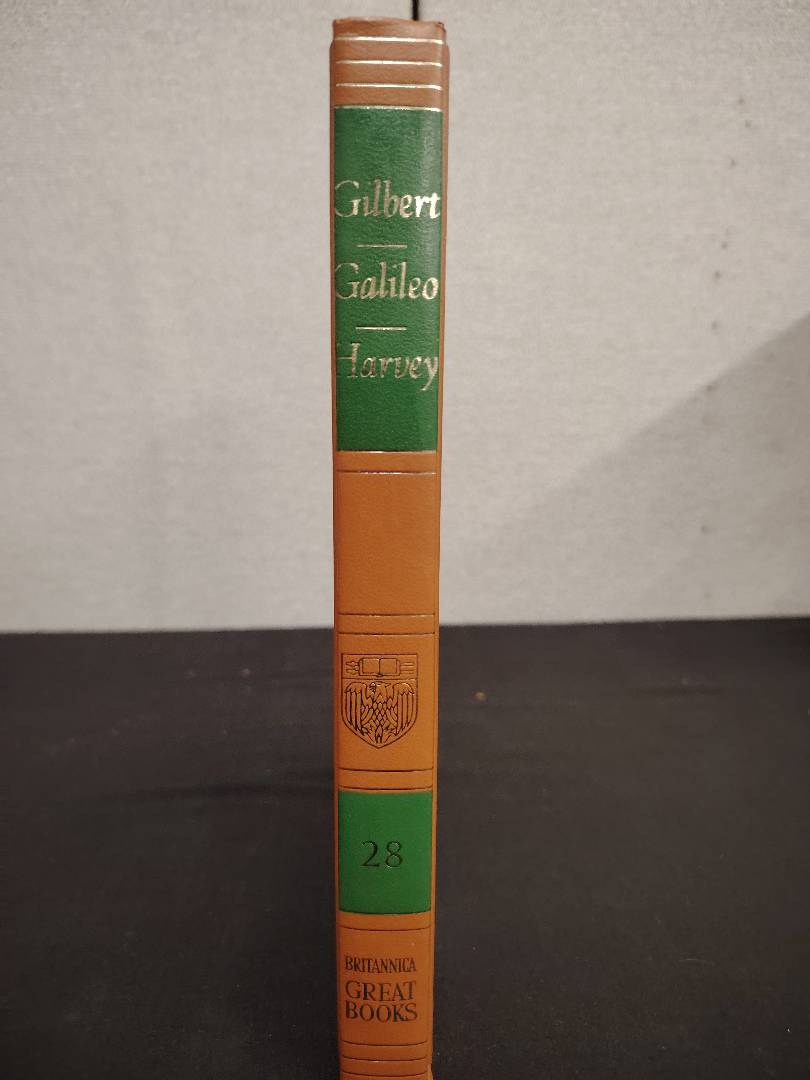 Gilbert
Galileo
Harvey
28
BRITANNICA
GREAT
BOOKS